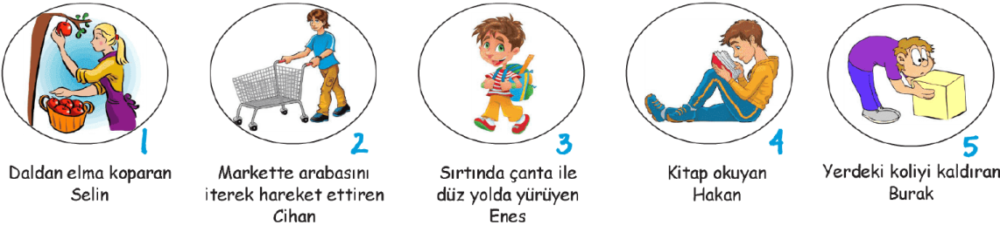 1
2
3
4
5
Daldan elma koparan
Selin
Markette arabasını
iterek hareket ettiren
Cihan
Sırtında çanta ile
düz yolda yürüyen
Enes
Kitap okuyan
Hakan
Yerdeki koliyi kaldıran
Burak